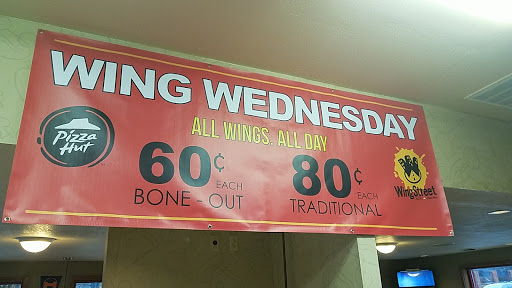 WING WEDNESDAY
ALL WINGS, ALL DAY
Pizza Hut
60¢ EACH
BONE - OUT
80¢ EACH
TRADITIONAL
WingStreet